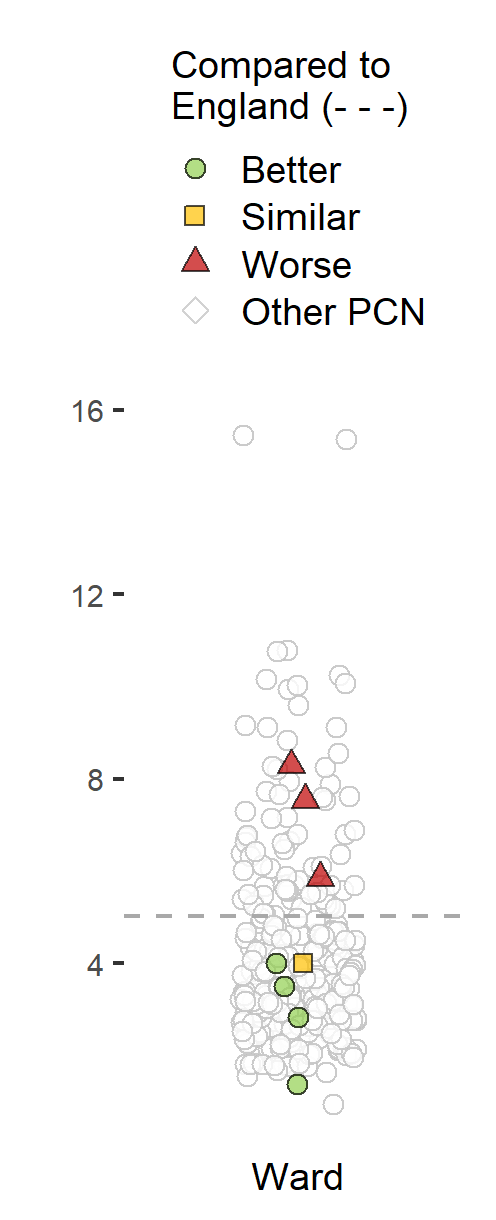 Compared to
England (- - -)
Better
Similar
Worse
Other PCN
16
12
8
4
Ward